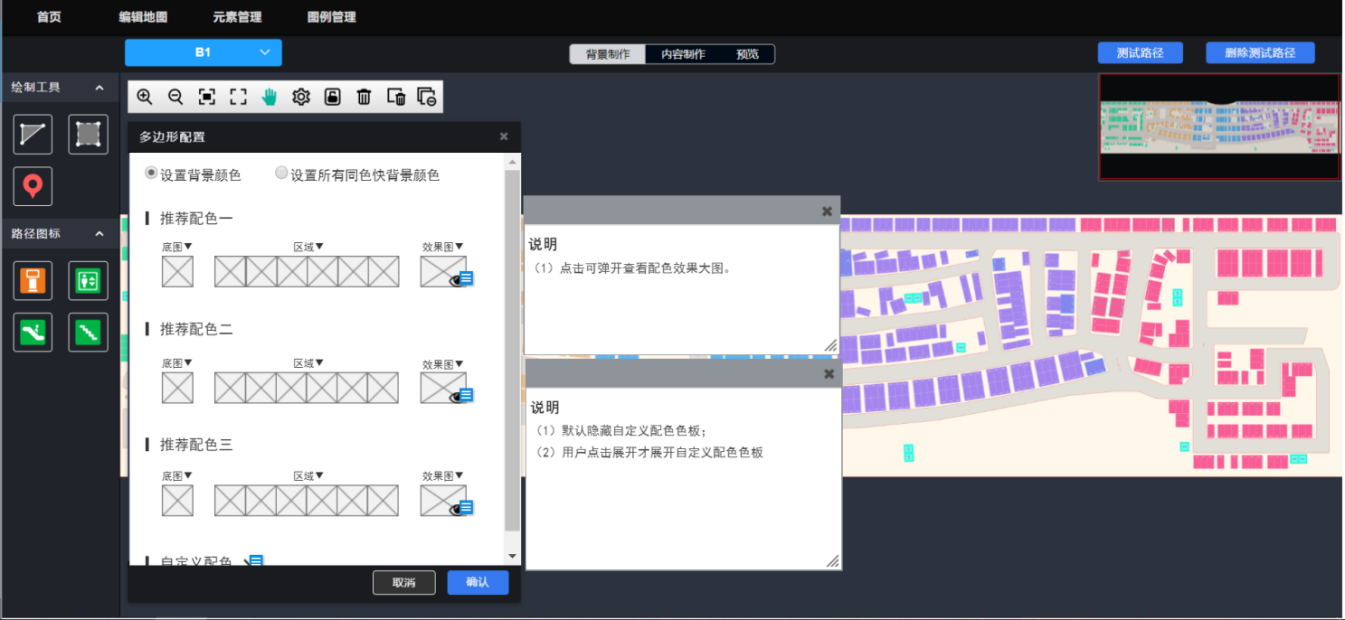 首页 编辑地图 元素管理 图例管理
B1 背景制作 内容制作 预览 测试路径 删除测试路径
绘制工具
路径图标
多边形配置
设置背景颜色 设置所有同色快背景颜色
推荐配色一
底图▼ 区域▼ 效果图▼
推荐配色二
底图▼ 区域▼ 效果图▼
推荐配色三
底图▼ 区域▼ 效果图▼
自定义配色
取消 确认
说明
（1）点击可弹开查看配色效果大图。
说明
（1）默认隐藏自定义配色色板；
（2）用户点击展开才展开自定义配色色板